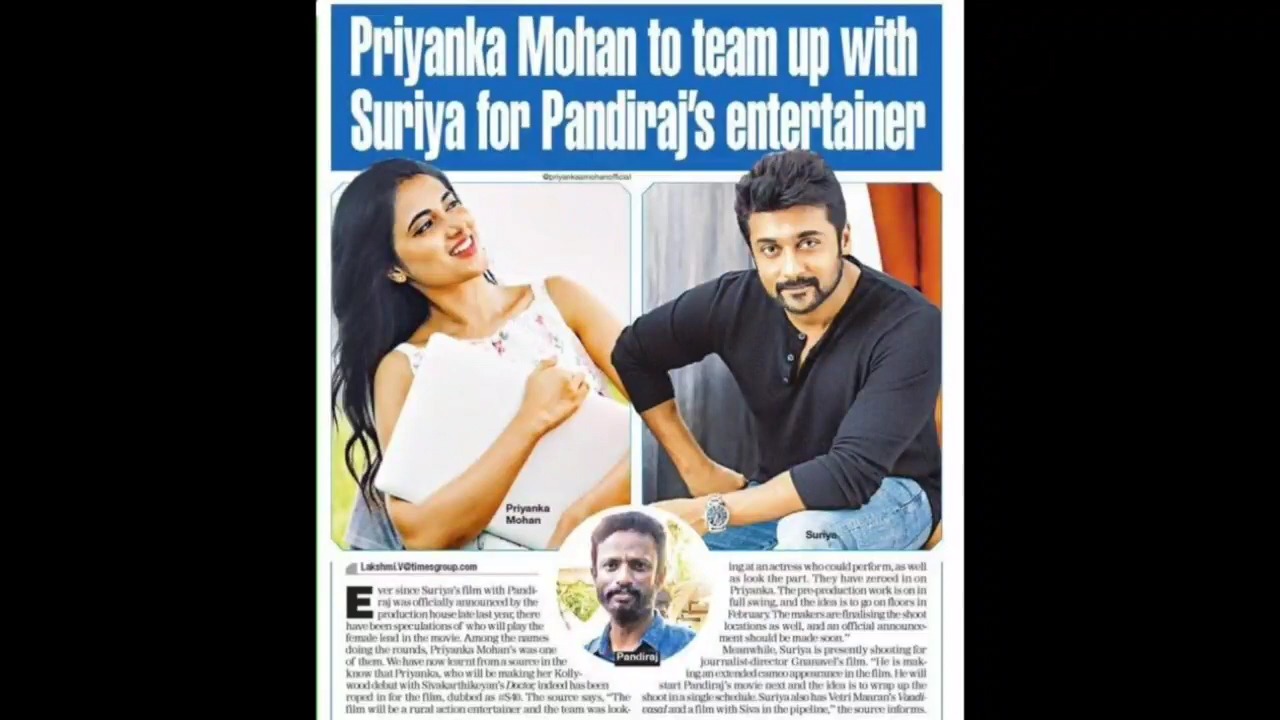 Priyanka Mohan to team up with
Suriya for Pandiraj's entertainer
@priyankaamohanofficial
Priyanka
Mohan
Suriya
Pandiraj
Lakshmi.V@timesgroup.com
Ever since Suriya's film with Pandi-
raj was officially announced by the
production house late last year, there
have been speculations of who will play the
female lend in the movie. Among the names
doing the rounds, Priyanka Mohan's was one
of them. We have now learnt from a source in the
know that Priyanka, who will be making her Kolly-
wood debut with Sivakarthikeyan's Doctor, indeed has been
roped in for the film, dubbed as #S40. The source says, "The
film will be a rural action entertainer and the team was look-
ing at an actress who could perform, as well
as look the part. They have zeroed in on
Priyanka. The pre-production work is on in
full swing, and the idea is to go on floors in
February. The makers are finalising the shoot
locations as well, and an official announce-
ment should be made soon."
Meanwhile, Suriya is presently shooting for
journalist-director Gnanavel's film. "He is mak-
ing an extended cameo appearance in the film. He will
start Pandiraj's movie next and the idea is to wrap up the
shoot in a single schedule. Suriya also has Vetri Maaran's Vaadi-
vasal and a film with Siva in the pipeline," the source informs.